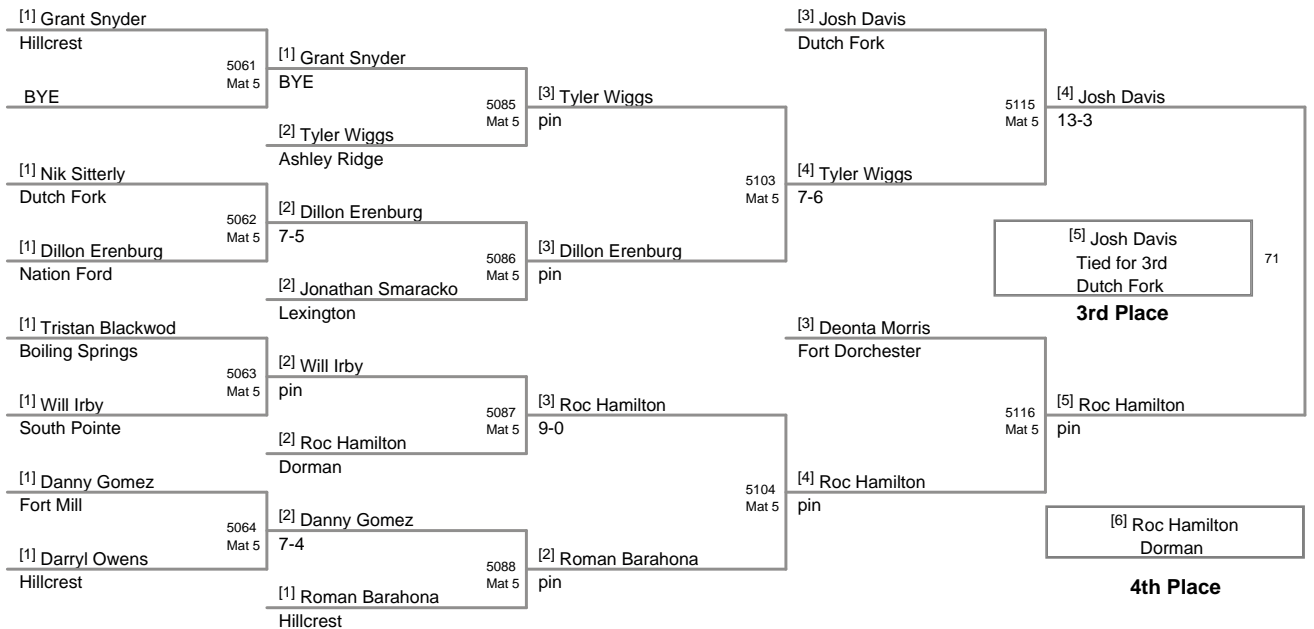 [1] Grant Snyder
Hillcrest
5061
Mat 5
BYE
[1] Nik Sitterly
Dutch Fork
5062
Mat 5
[1] Dillon Erenburg
Nation Ford
[1] Tristan Blackwod
Boiling Springs
5063
Mat 5
[1] Will Irby
South Pointe
[1] Danny Gomez
Fort Mill
5064
Mat 5
[1] Darryl Owens
Hillcrest
[1] Grant Snyder
BYE
5085
Mat 5
[2] Tyler Wiggs
Ashley Ridge
[2] Dillon Erenburg
7-5
5086
Mat 5
[2] Jonathan Smaracko
Lexington
[2] Will Irby
pin
5087
Mat 5
[2] Roc Hamilton
Dorman
[2] Danny Gomez
7-4
5088
Mat 5
[1] Roman Barahona
Hillcrest
[3] Tyler Wiggs
pin
5103
Mat 5
[3] Dillon Erenburg
pin
[3] Roc Hamilton
9-0
5104
Mat 5
[2] Roman Barahona
pin
[3] Josh Davis
Dutch Fork
5115
Mat 5
[4] Tyler Wiggs
7-6
[3] Deonta Morris
Fort Dorchester
5116
Mat 5
[4] Roc Hamilton
pin
[4] Josh Davis
13-3
[5] Josh Davis
Tied for 3rd
Dutch Fork
71
3rd Place
[5] Roc Hamilton
pin
[6] Roc Hamilton
Dorman
4th Place